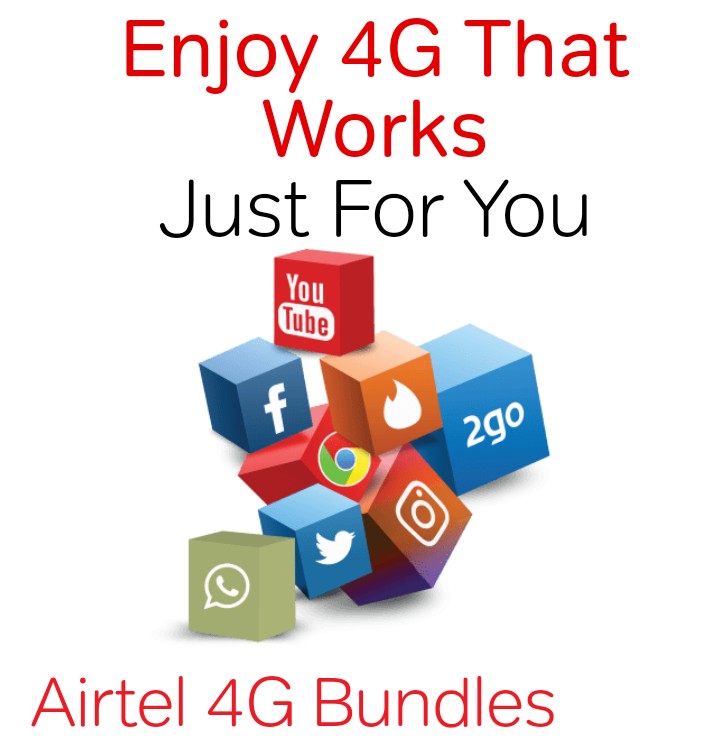 Enjoy 4G That
Works
Just For You
You
Tube
f
2go
Airtel 4G Bundles